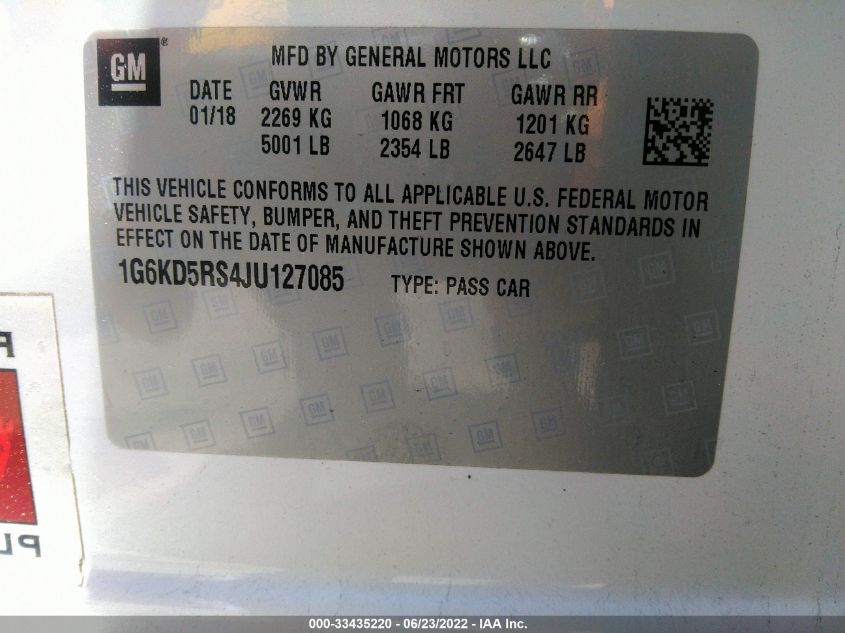 GM
MFD BY GENERAL MOTORS LLC
DATE GVWR GAWR FRT GAWR RR
01/18 2269 KG 1068 KG 1201 KG
5001 LB 2354 LB 2647 LB
THIS VEHICLE CONFORMS TO ALL APPLICABLE U.S. FEDERAL MOTOR
VEHICLE SAFETY, BUMPER, AND THEFT PREVENTION STANDARDS IN
EFFECT ON THE DATE OF MANUFACTURE SHOWN ABOVE.
1G6KD5RS4JU127085 TYPE: PASS CAR
000-33435220 - 06/23/2022 - IAA Inc.